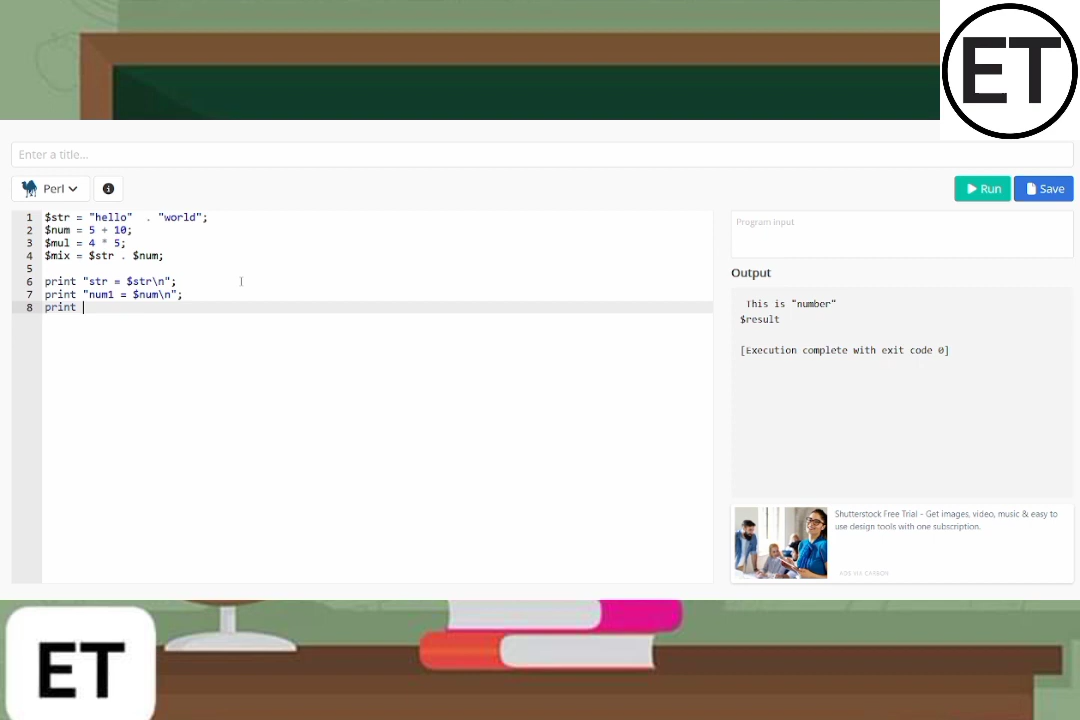 ET
Enter a title...
Perl
Run
Save
1 $str = "hello"  . "world";
2 $num = 5 + 10;
3 $mul = 4 * 5;
4 $mix = $str . $num;
5
6 print "str = $str\n";
7 print "num1 = $num\n";
8 print
Program input
Output
This is "number"
$result
[Execution complete with exit code 0]
Shutterstock Free Trial - Get images, video, music & easy to
use design tools with one subscription.
ADS VIA CARBON
ET